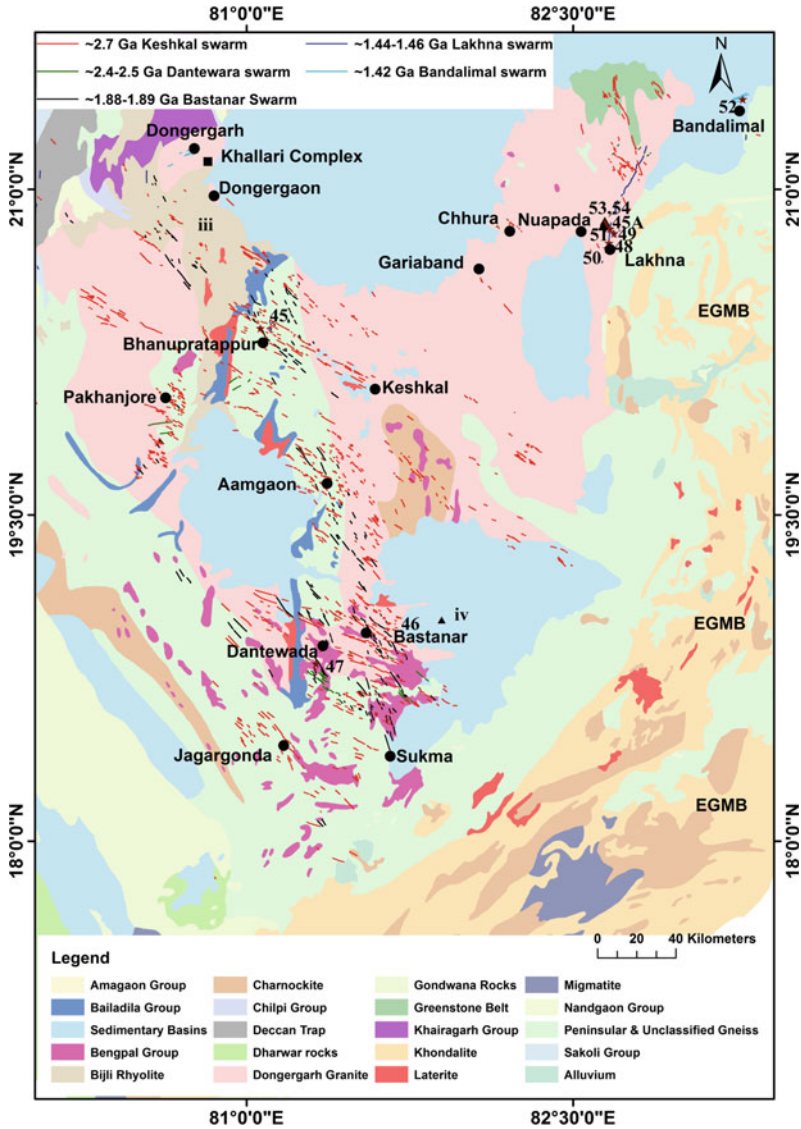 81°0'0"E 82°30'0"E
~2.7 Ga Keshkal swarm ~1.44-1.46 Ga Lakhna swarm
~2.4-2.5 Ga Dantewara swarm ~1.42 Ga Bandalimal swarm
~1.88-1.89 Ga Bastanar Swarm
N
52
Bandalimal
Dongergarh
Khallari Complex
Dongergaon
21°0'0"N 21°0'0"N
iii
Chhura Nuapada
53,54
45A
51 49
48
50 Lakhna
Gariaband
EGMB
45
Bhanupratappur
Keshkal
Pakhanjore
Aamgaon
19°30'0"N 19°30'0"N
46 iv
Bastanar
EGMB
Dantewada
47
Jagargonda Sukma
EGMB
18°0'0"N 18°0'0"N
0 20 40 Kilometers
Legend
Amagaon Group Charnockite Gondwana Rocks Migmatite
Bailadila Group Chilpi Group Greenstone Belt Nandgaon Group
Sedimentary Basins Deccan Trap Khairagarh Group Peninsular & Unclassified Gneiss
Bengpal Group Dharwar rocks Khondalite Sakoli Group
Bijli Rhyolite Dongergarh Granite Laterite Alluvium
81°0'0"E 82°30'0"E